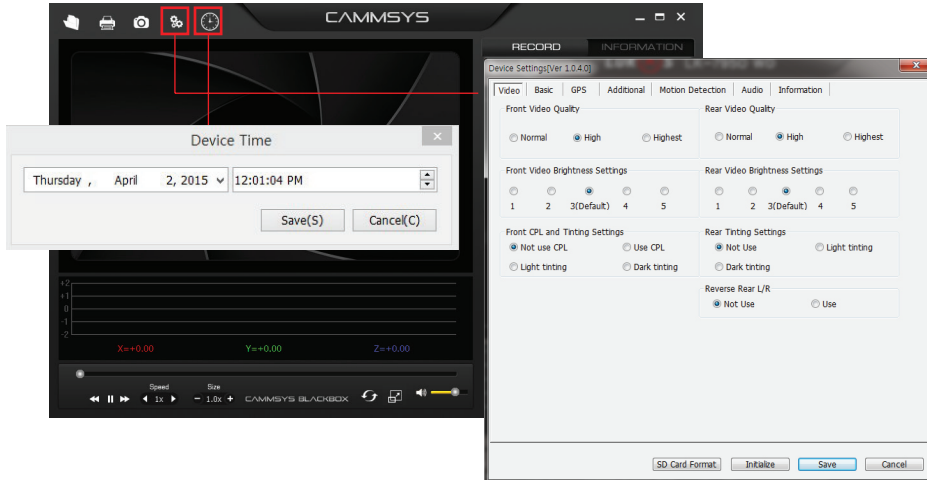 CAMMSYS
RECORD INFORMATION
Device Settings[Ver 1.0.4.0]
Video Basic GPS Additional Motion Detection Audio Information
Front Video Quality
Normal High Highest
Rear Video Quality
Normal High Highest
Front Video Brightness Settings
1 2 3(Default) 4 5
Rear Video Brightness Settings
1 2 3(Default) 4 5
Front CPL and Tinting Settings
Not use CPL Use CPL
Light tinting Dark tinting
Rear Tinting Settings
Not Use Light tinting
Dark tinting
Reverse Rear L/R
Not Use Use
SD Card Format Initialize Save Cancel
Device Time
Thursday , April 2, 2015 12:01:04 PM
Save(S) Cancel(C)
+2
+1
0
-1
-2
X=+0.00 Y=+0.00 Z=+0.00
Speed Size
1x - 1.0x + CAMMSYS BLACKBOX